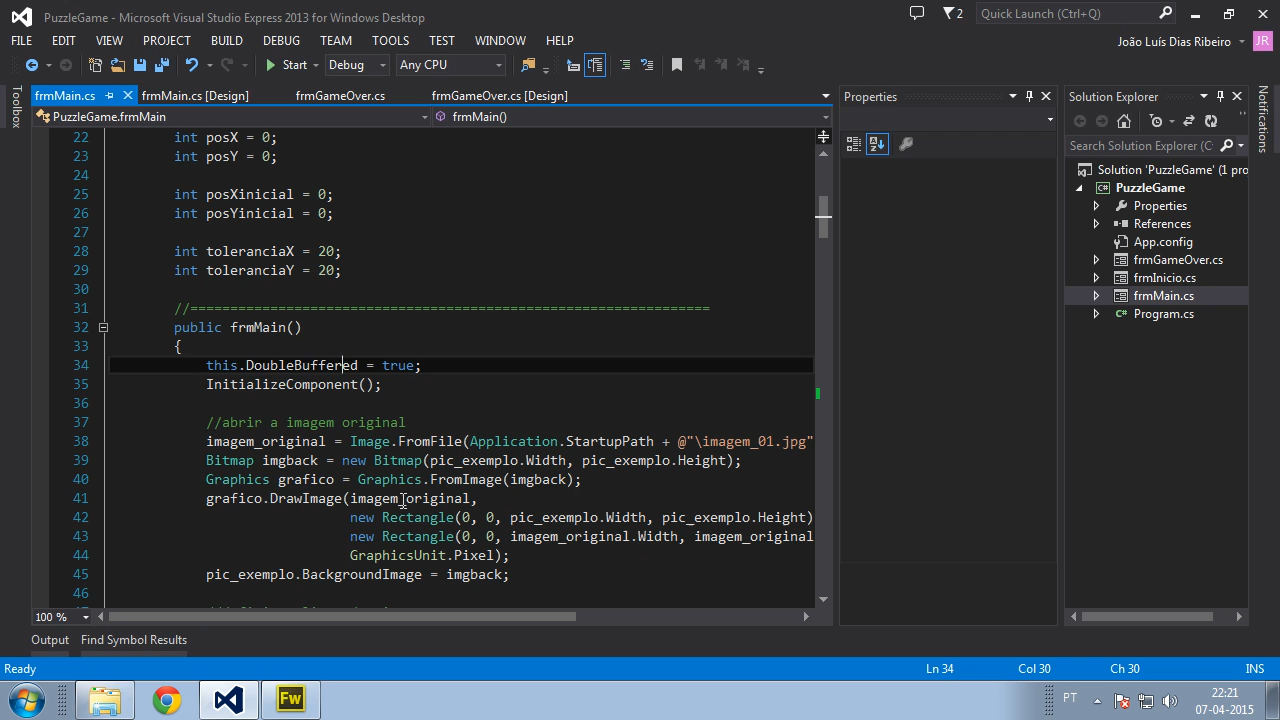 PuzzleGame - Microsoft Visual Studio Express 2013 for Windows Desktop
2
Quick Launch (Ctrl+Q)
FILE EDIT VIEW PROJECT BUILD DEBUG TEAM TOOLS TEST WINDOW HELP
João Luís Dias Ribeiro JR
Start Debug Any CPU
Toolbox
frmMain.cs frmMain.cs [Design] frmGameOver.cs frmGameOver.cs [Design]
PuzzleGame.frmMain frmMain()
22 int posX = 0;
23 int posY = 0;
24
25 int posXinicial = 0;
26 int posYinicial = 0;
27
28 int toleranciaX = 20;
29 int toleranciaY = 20;
30
31 //=================================================================
32 public frmMain()
33 {
34 this.DoubleBuffered = true;
35 InitializeComponent();
36
37 //abrir a imagem original
38 imagem_original = Image.FromFile(Application.StartupPath + @"\imagem_01.jpg"
39 Bitmap imgback = new Bitmap(pic_exemplo.Width, pic_exemplo.Height);
40 Graphics grafico = Graphics.FromImage(imgback);
41 grafico.DrawImage(imagem_original,
42 new Rectangle(0, 0, pic_exemplo.Width, pic_exemplo.Height)
43 new Rectangle(0, 0, imagem_original.Width, imagem_original
44 GraphicsUnit.Pixel);
45 pic_exemplo.BackgroundImage = imgback;
46
100 %
Properties
Solution Explorer
Search Solution Explorer (C
Solution 'PuzzleGame' (1 pro
PuzzleGame
Properties
References
App.config
frmGameOver.cs
frmInicio.cs
frmMain.cs
Program.cs
Notifications
Output Find Symbol Results
Ready Ln 34 Col 30 Ch 30 INS
Fw
PT
22:21
07-04-2015